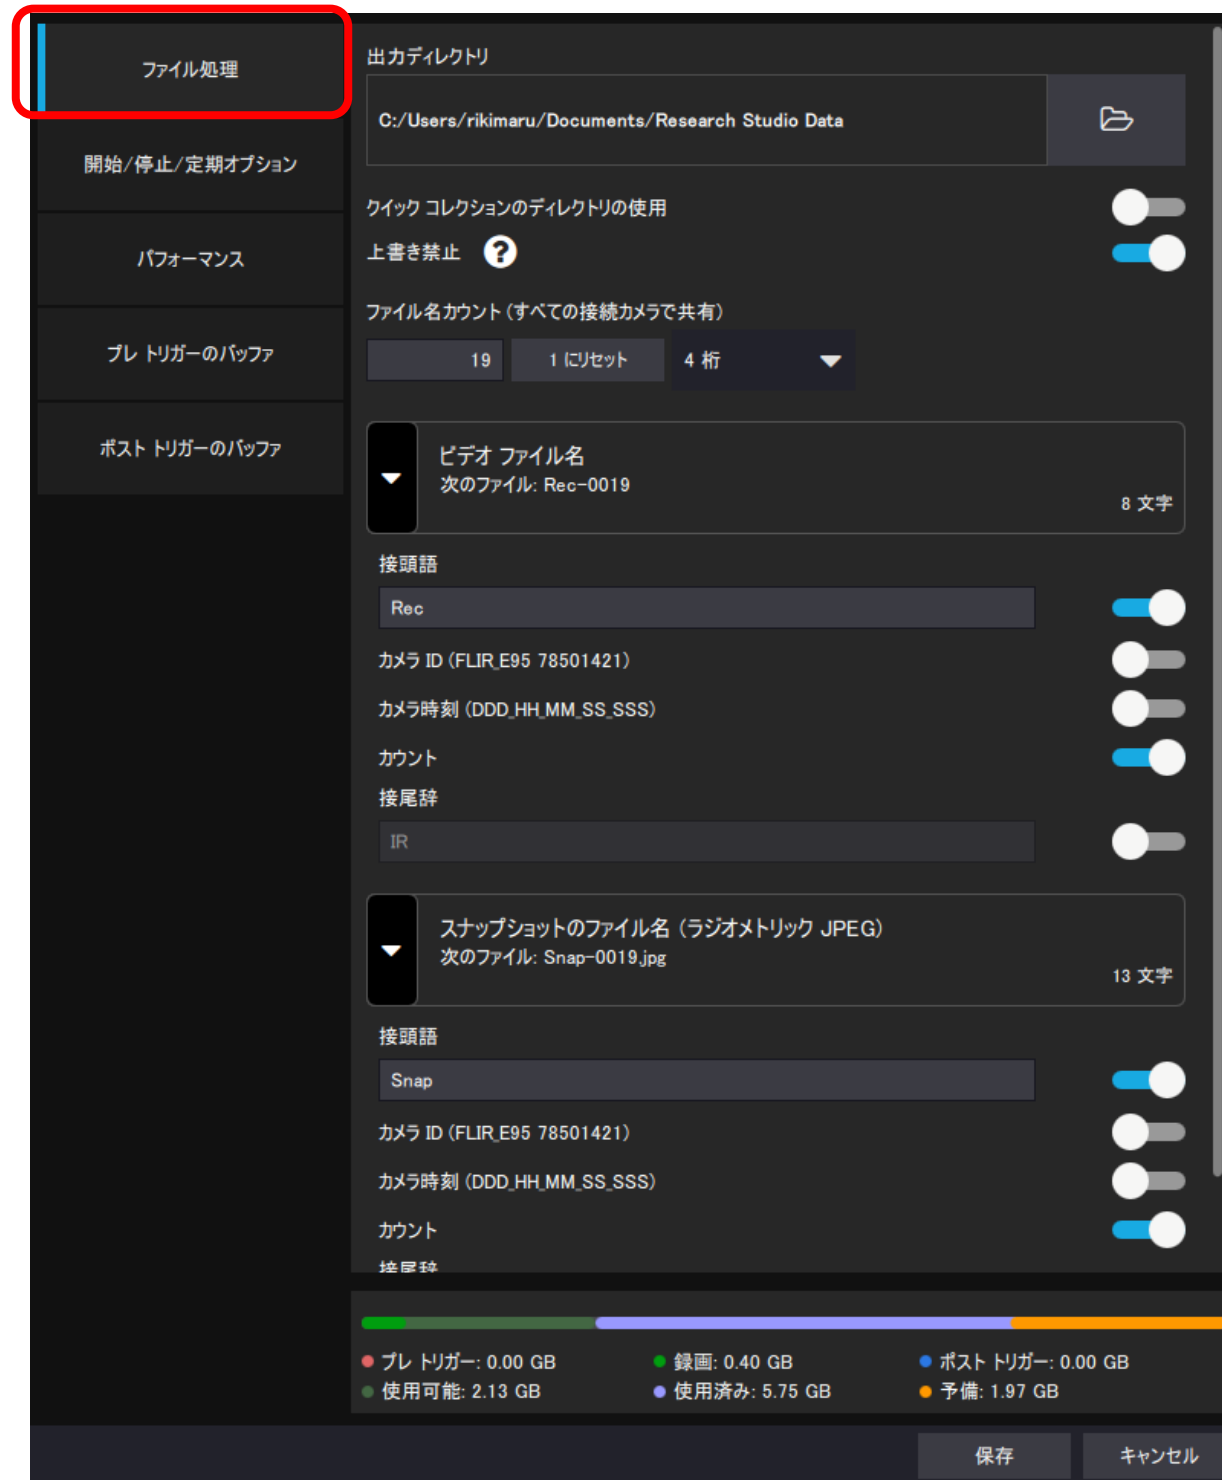 ファイル処理
開始/停止/定期オプション
パフォーマンス
プレ トリガーのバッファ
ポスト トリガーのバッファ
出力ディレクトリ
C:/Users/rikimaru/Documents/Research Studio Data
クイック コレクションのディレクトリの使用
上書き禁止 ?
ファイル名カウント (すべての接続カメラで共有)
19 1 にリセット 4 桁
ビデオ ファイル名
次のファイル: Rec-0019
8 文字
接頭語
Rec
カメラ ID (FLIR_E95 78501421)
カメラ時刻 (DDD_HH_MM_SS_SSS)
カウント
接尾辞
IR
スナップショットのファイル名 (ラジオメトリック JPEG)
次のファイル: Snap-0019.jpg
13 文字
接頭語
Snap
カメラ ID (FLIR_E95 78501421)
カメラ時刻 (DDD_HH_MM_SS_SSS)
カウント
接尾辞
プレ トリガー: 0.00 GB 録画: 0.40 GB ポスト トリガー: 0.00 GB
使用可能: 2.13 GB 使用済み: 5.75 GB 予備: 1.97 GB
保存 キャンセル